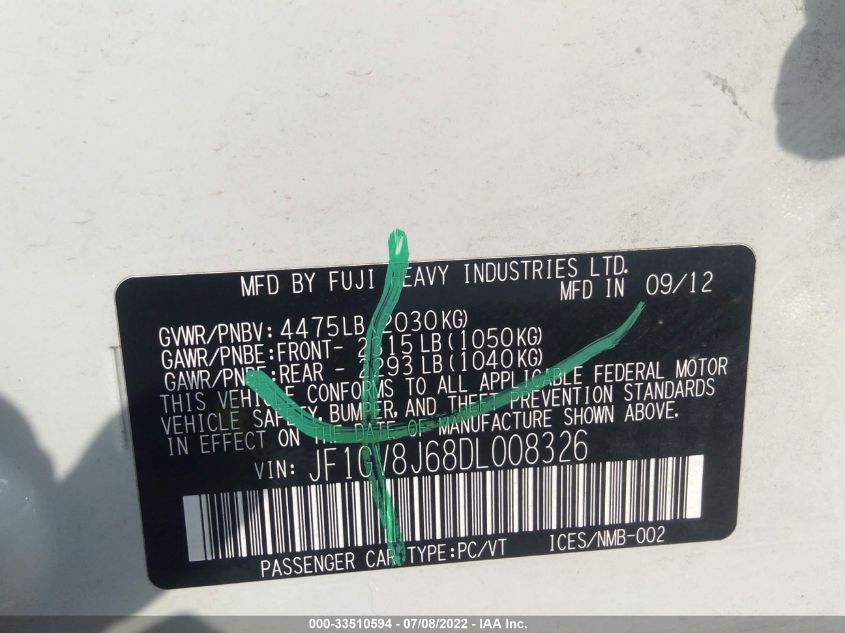 MFD BY FUJI HEAVY INDUSTRIES LTD.
MFD IN 09/12
GVWR/PNBV: 4475LB (2030KG)
GAWR/PNBE:FRONT- 2315LB(1050KG)
GAWR/PNBE:REAR - 2293LB(1040KG)
THIS VEHICLE CONFORMS TO ALL APPLICABLE FEDERAL MOTOR
VEHICLE SAFETY, BUMPER, AND THEFT PREVENTION STANDARDS
IN EFFECT ON THE DATE OF MANUFACTURE SHOWN ABOVE.
VIN: JF1GV8J68DL008326
PASSENGER CAR TYPE:PC/VT ICES/NMB-002
000-33510594 - 07/08/2022 - IAA Inc.